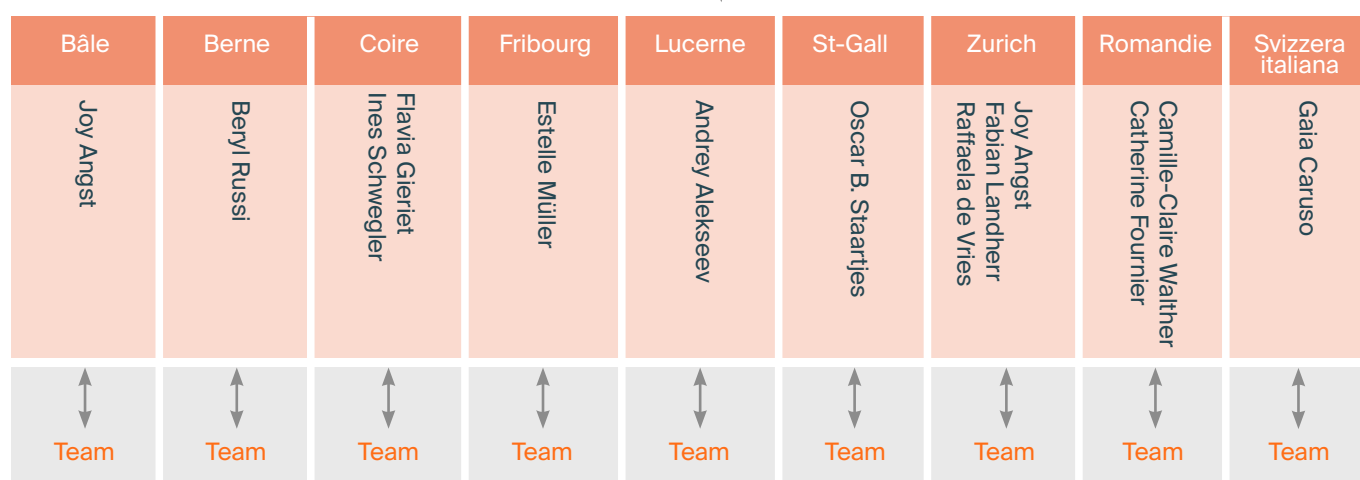 Bâle
Joy Angst
Team
Berne
Beryl Russi
Team
Coire
Flavia Gieriet
Ines Schwegler
Team
Fribourg
Estelle Müller
Team
Lucerne
Andrey Alekseev
Team
St-Gall
Oscar B. Staartjes
Team
Zurich
Joy Angst
Fabian Landherr
Raffaela de Vries
Team
Romandie
Camille-Claire Walther
Catherine Fournier
Team
Svizzera
italiana
Gaia Caruso
Team